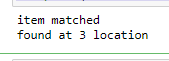 item matched
found at 3 location